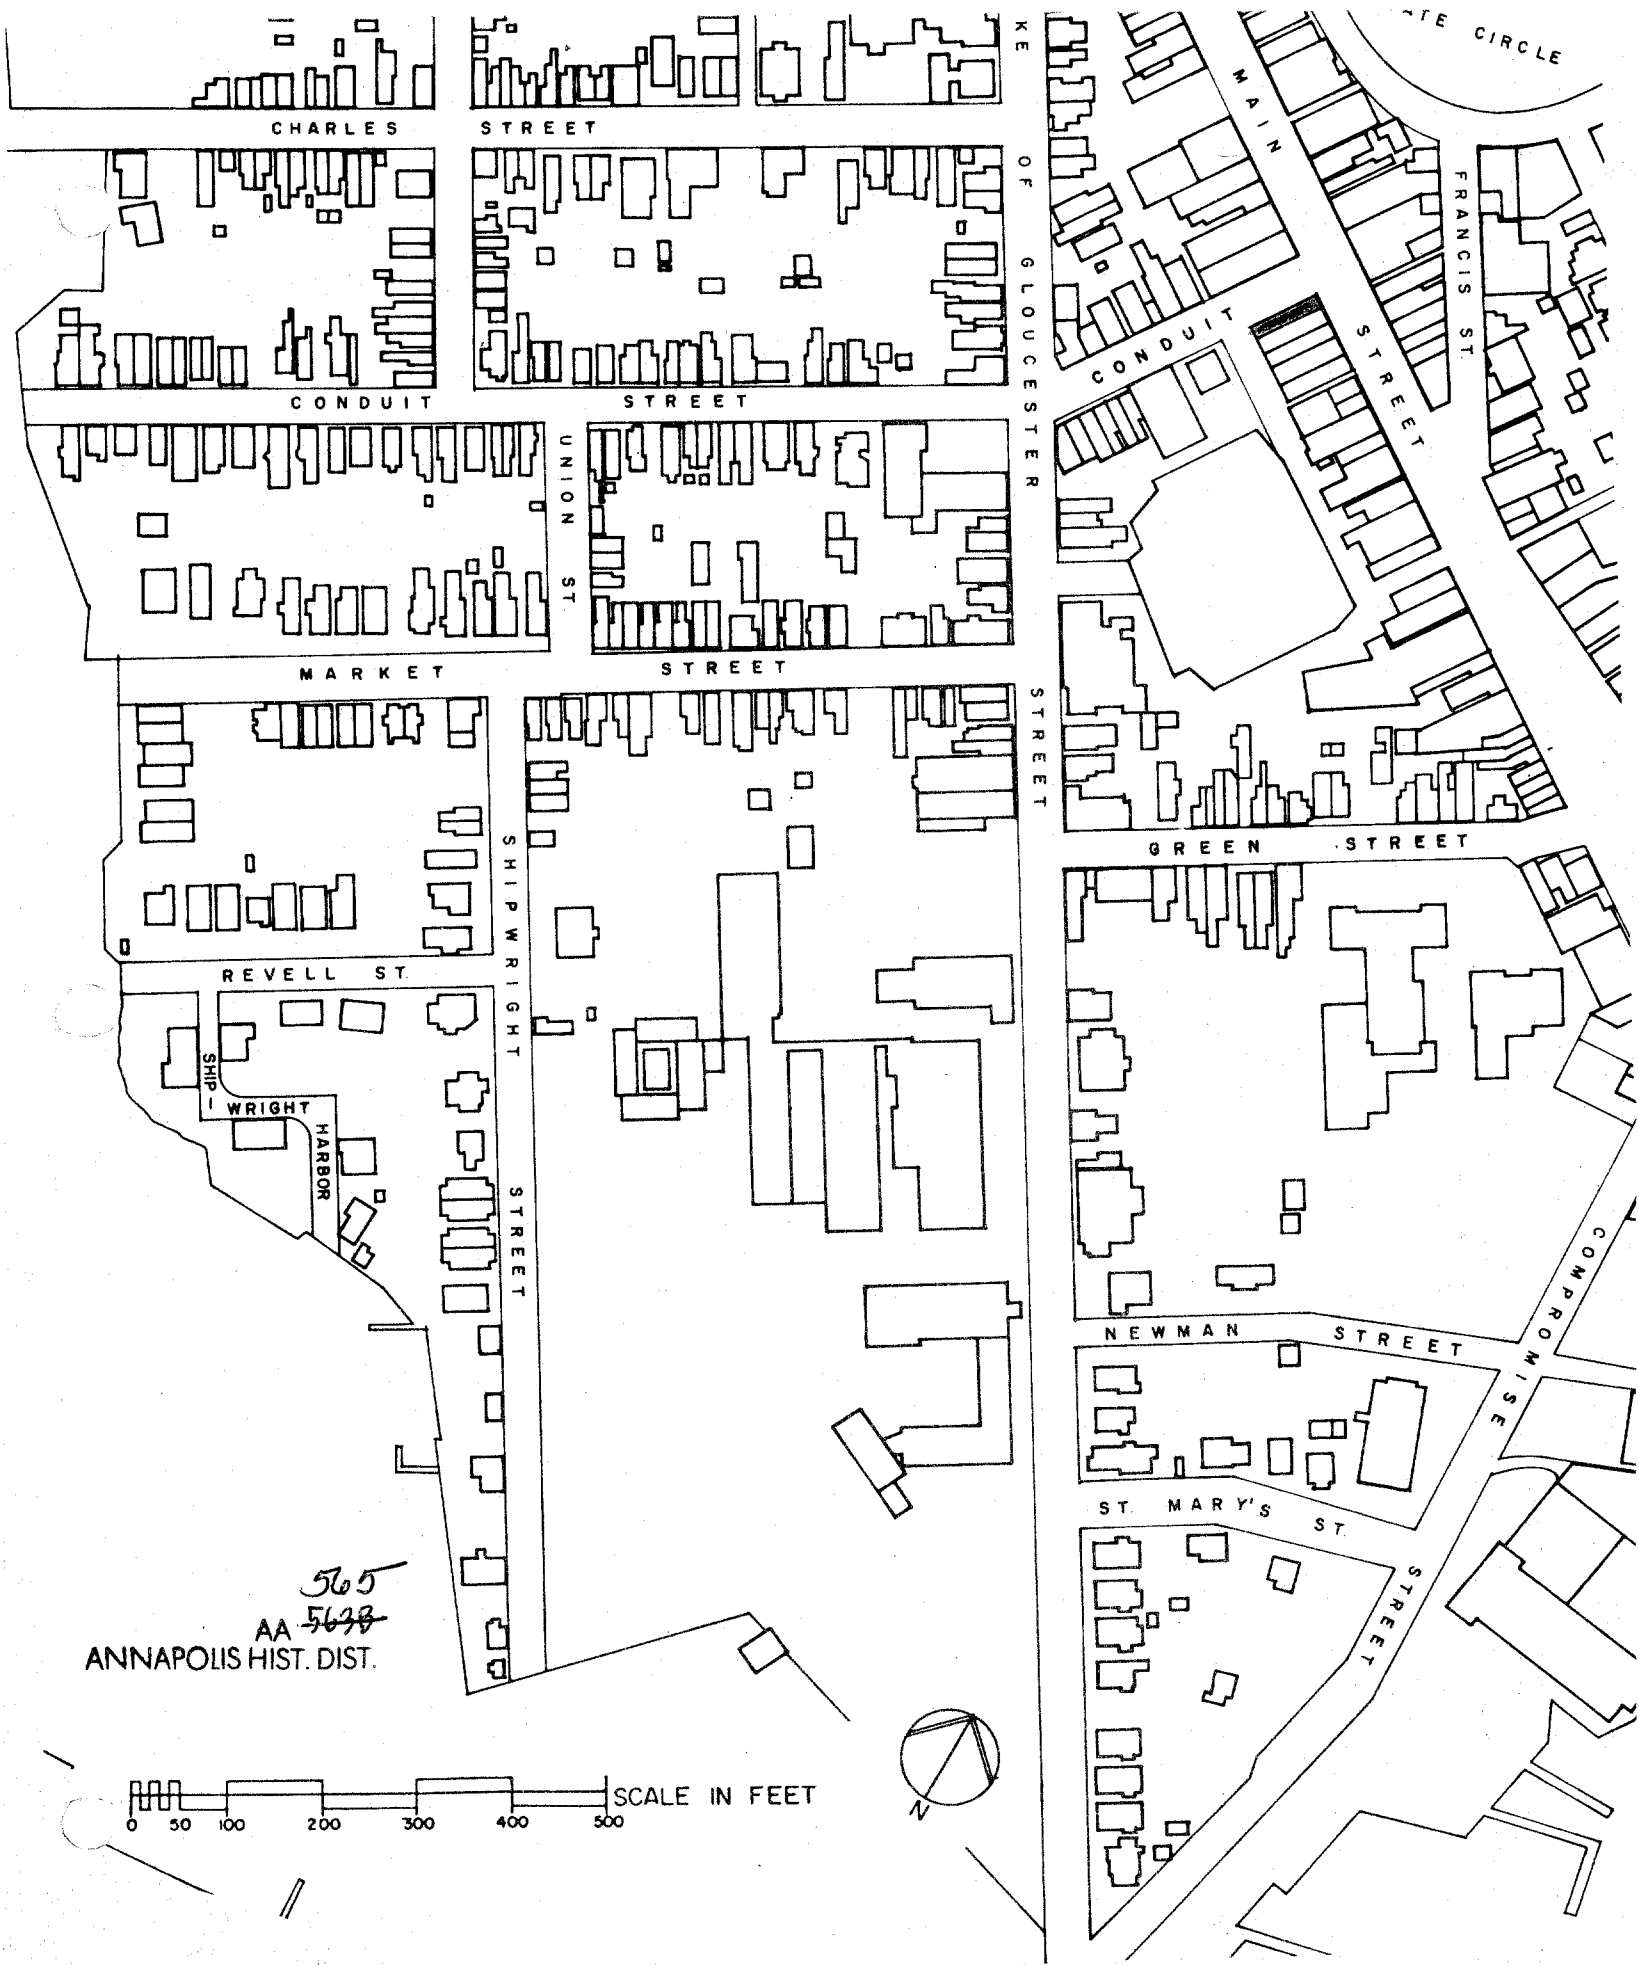 ATE CIRCLE
KE OF GLOUCESTER STREET
MAIN STREET
CHARLES STREET
FRANCIS ST.
CONDUIT
CONDUIT STREET
UNION ST
MARKET STREET
GREEN STREET
SHIPWRIGHT STREET
REVELL ST.
SHIP-
WRIGHT
HARBOR
COMPROMISE STREET
NEWMAN STREET
ST. MARY'S ST.
565
AA 563B
ANNAPOLIS HIST. DIST.
N
SCALE IN FEET
0 50 100 200 300 400 500